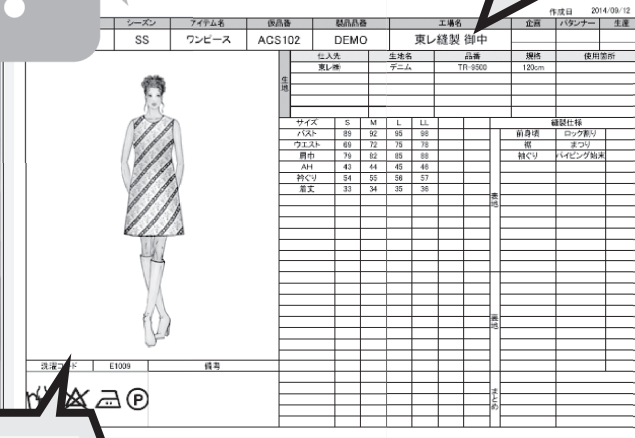 作成日 2014/09/12
シーズン アイテム名 仮品番 製品品番 工場名 企画 パタンナー 生産
SS ワンピース ACS102 DEMO 東レ縫製 御中
生地 仕入先 生地名 品番 規格 使用箇所
東レ㈱ デニム TR-9500 120cm
サイズ S M L LL 縫製仕様
バスト 89 92 95 98 前身頃 ロック割り
ウエスト 69 72 75 78 裾 まつり
肩巾 79 82 85 88 袖ぐり パイピング始末
AH 43 44 45 46
衿ぐり 54 55 56 57
着丈 33 34 35 36
表地
裏地
まとめ
洗濯コード E1009 備考
P